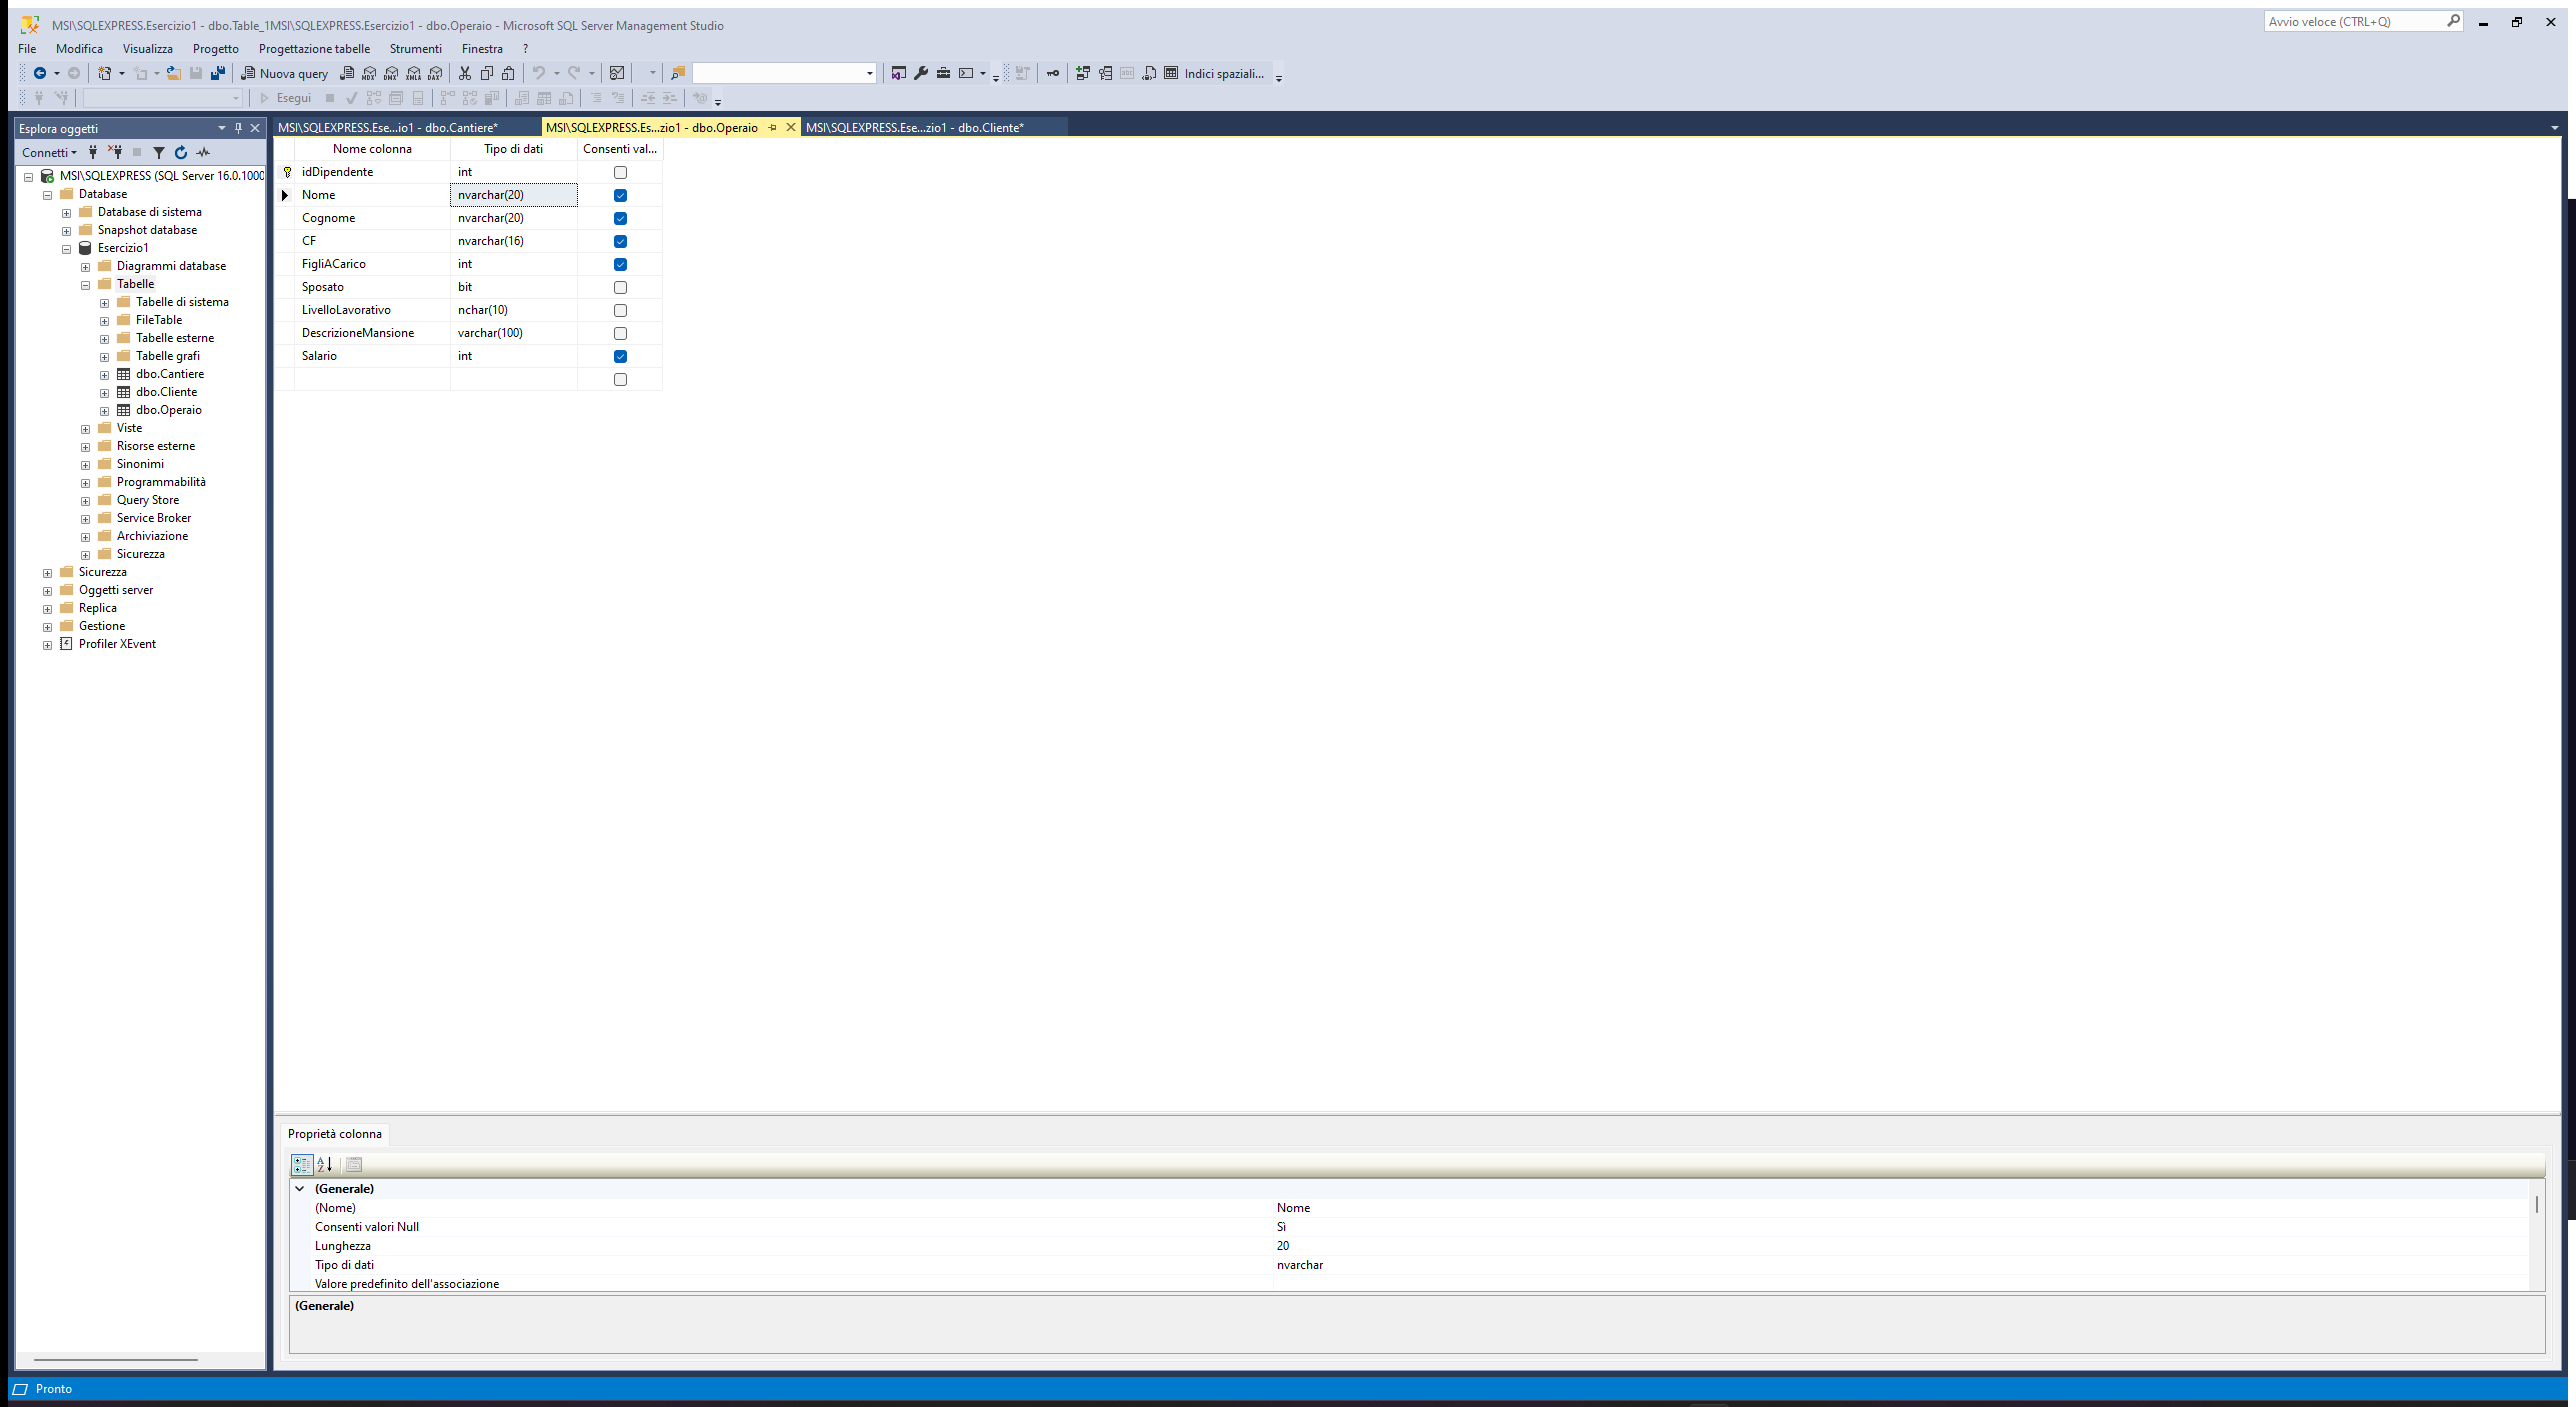 MSI\SQLEXPRESS.Esercizio1 - dbo.Table_1MSI\SQLEXPRESS.Esercizio1 - dbo.Operaio - Microsoft SQL Server Management Studio
Avvio veloce (CTRL+Q)
File Modifica Visualizza Progetto Progettazione tabelle Strumenti Finestra ?
Nuova query MDX DMX XMLA DAX Indici spaziali...
Esegui
Esplora oggetti
Connetti
MSI\SQLEXPRESS (SQL Server 16.0.1000
Database
Database di sistema
Snapshot database
Esercizio1
Diagrammi database
Tabelle
Tabelle di sistema
FileTable
Tabelle esterne
Tabelle grafi
dbo.Cantiere
dbo.Cliente
dbo.Operaio
Viste
Risorse esterne
Sinonimi
Programmabilità
Query Store
Service Broker
Archiviazione
Sicurezza
Sicurezza
Oggetti server
Replica
Gestione
Profiler XEvent
MSI\SQLEXPRESS.Ese...io1 - dbo.Cantiere* MSI\SQLEXPRESS.Es...zio1 - dbo.Operaio MSI\SQLEXPRESS.Ese...zio1 - dbo.Cliente*
Nome colonna Tipo di dati Consenti val...
idDipendente int
Nome nvarchar(20)
Cognome nvarchar(20)
CF nvarchar(16)
FigliACarico int
Sposato bit
LivelloLavorativo nchar(10)
DescrizioneMansione varchar(100)
Salario int
Proprietà colonna
(Generale)
(Nome) Nome
Consenti valori Null Sì
Lunghezza 20
Tipo di dati nvarchar
Valore predefinito dell'associazione
(Generale)
Pronto